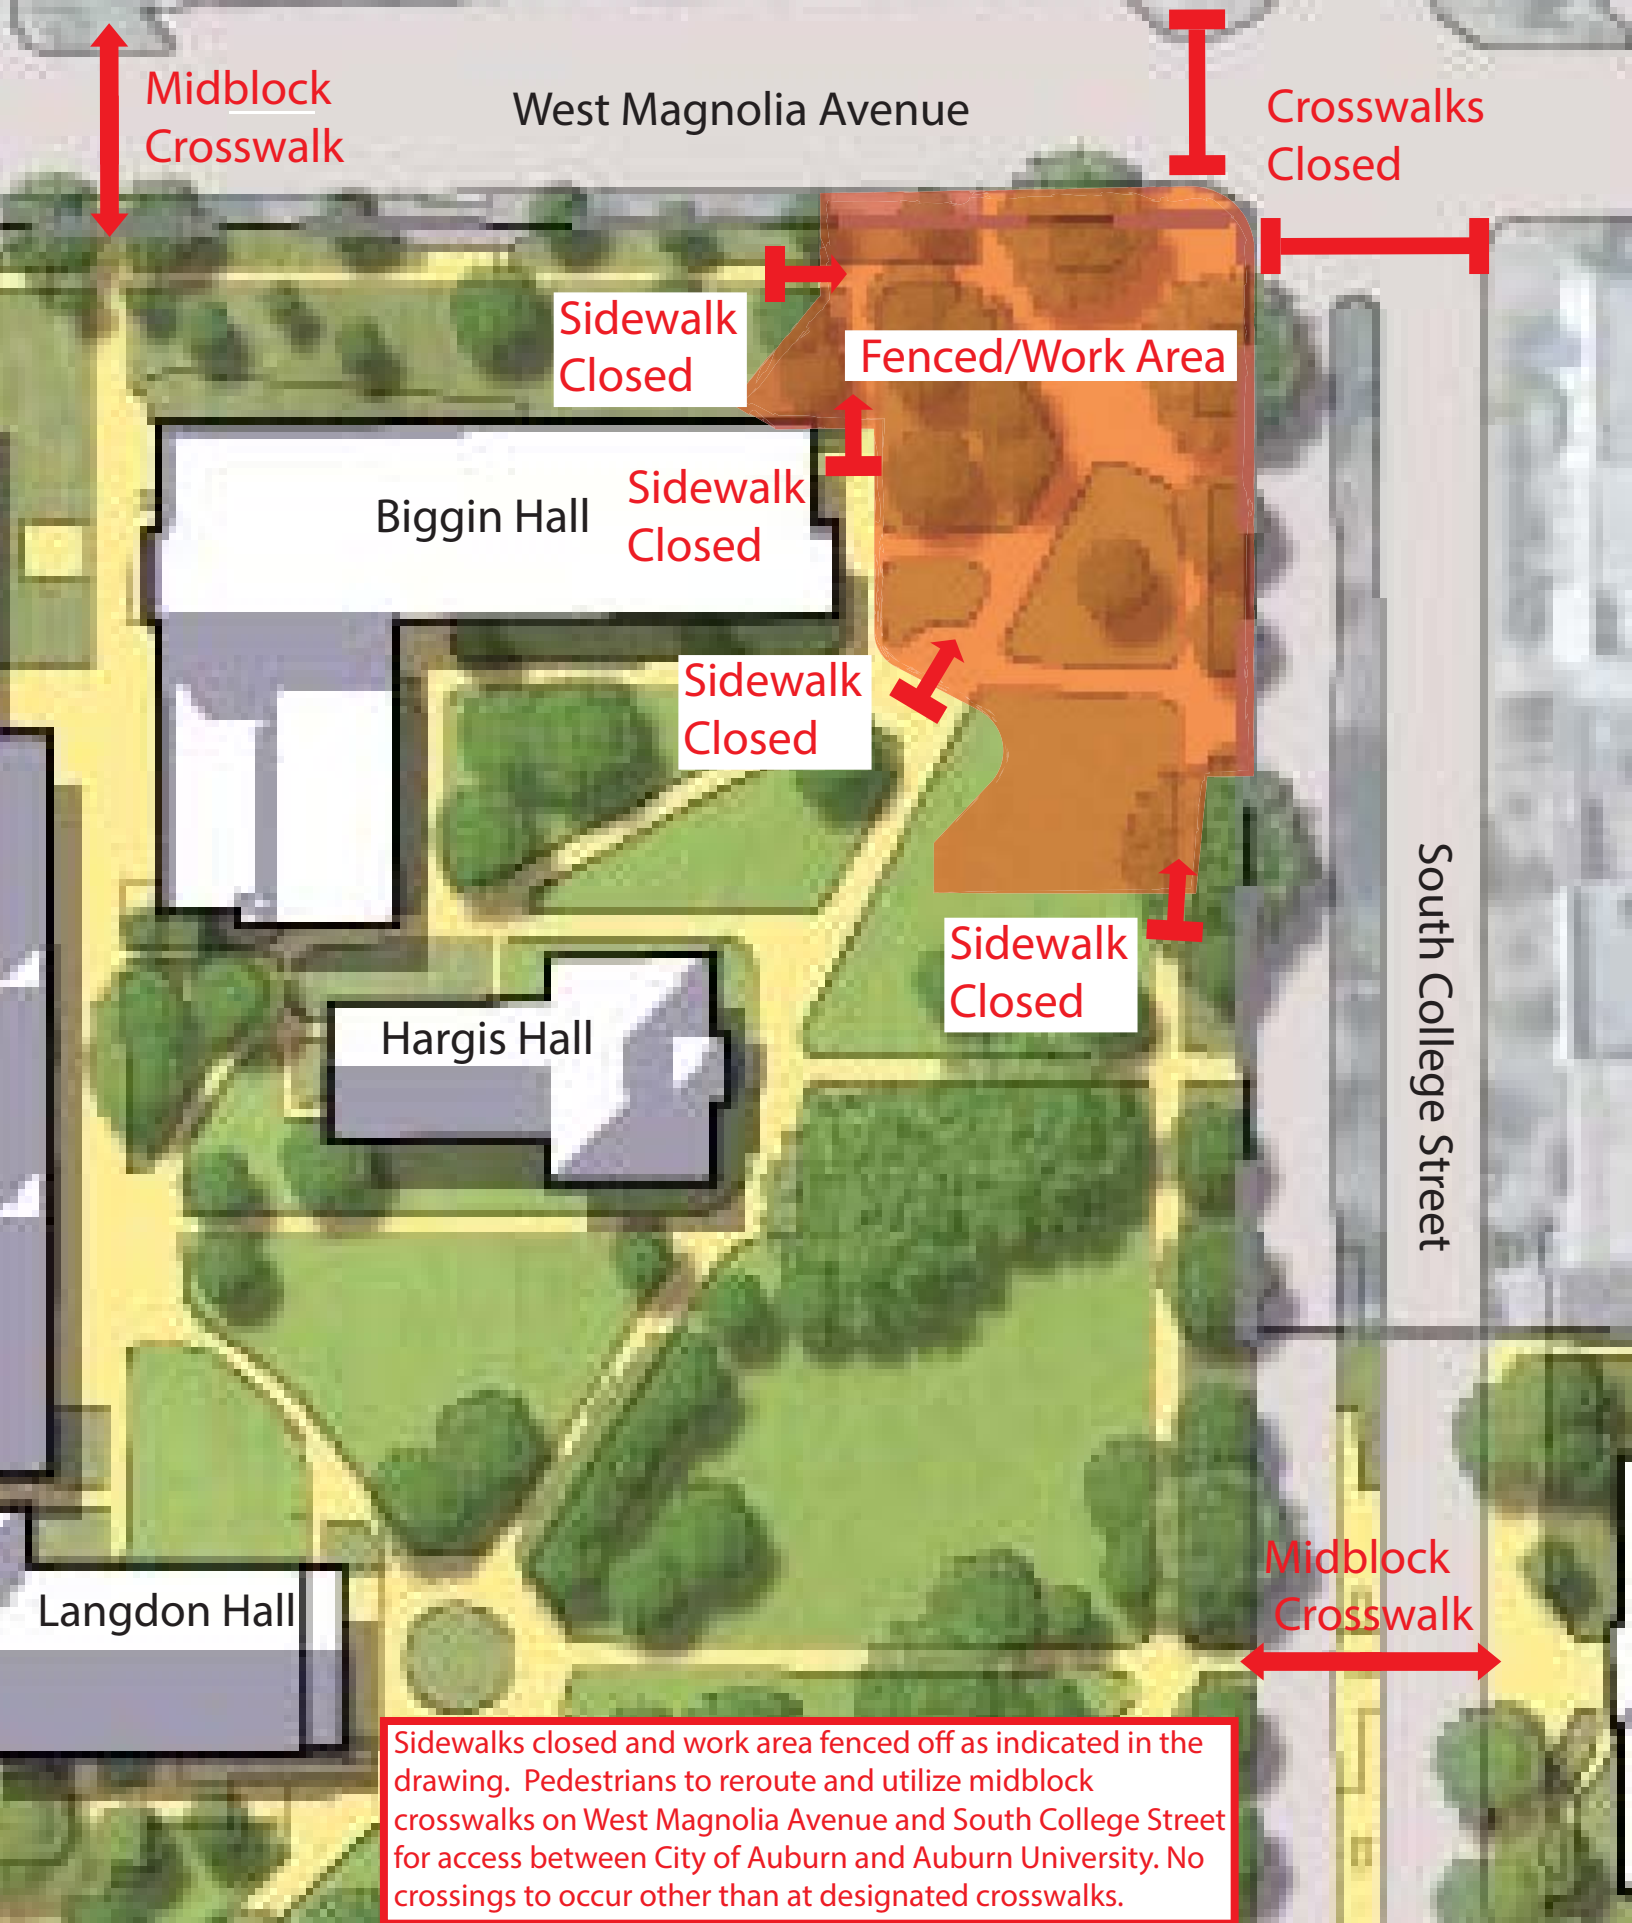 Midblock
Crosswalk
West Magnolia Avenue
Crosswalks
Closed
Sidewalk
Closed
Fenced/Work Area
Biggin Hall
Sidewalk
Closed
Sidewalk
Closed
Sidewalk
Closed
South College Street
Hargis Hall
Midblock
Crosswalk
Langdon Hall
Sidewalks closed and work area fenced off as indicated in the
drawing.  Pedestrians to reroute and utilize midblock
crosswalks on West Magnolia Avenue and South College Street
for access between City of Auburn and Auburn University. No
crossings to occur other than at designated crosswalks.